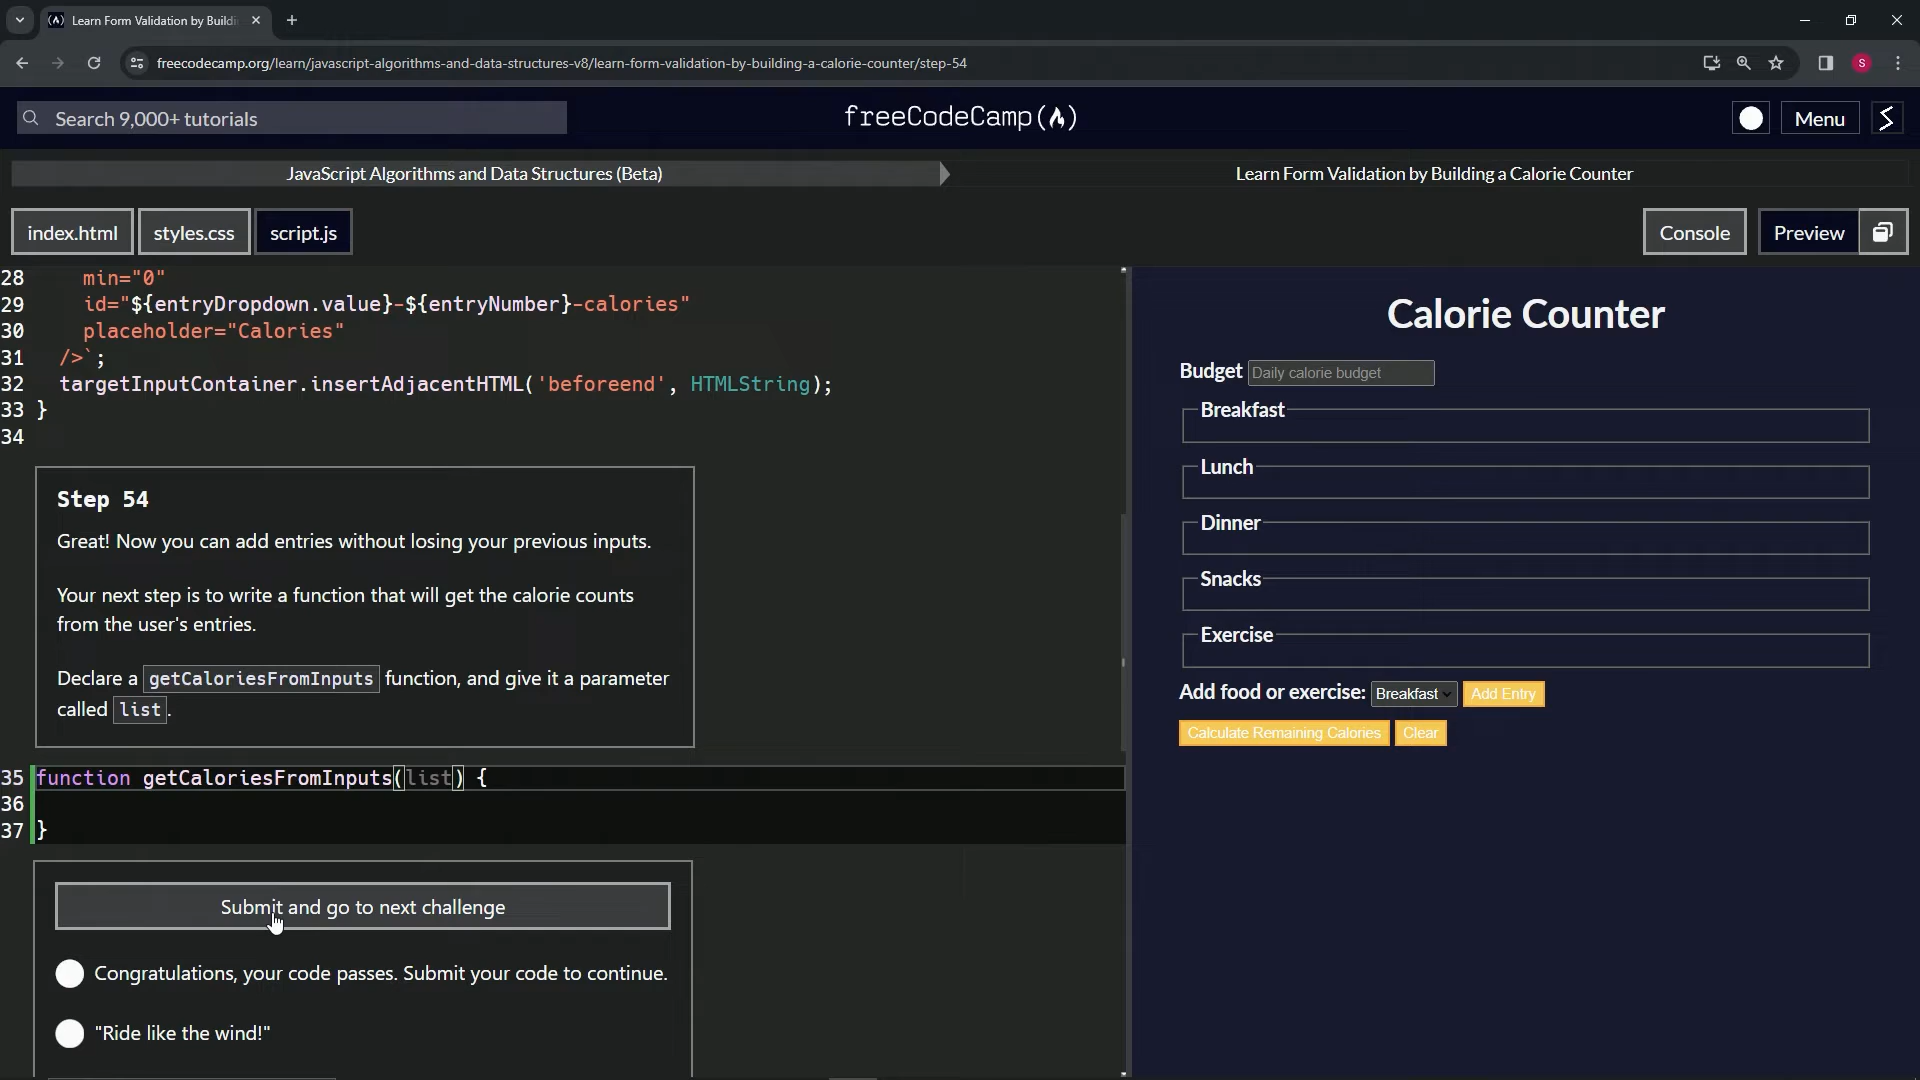 Learn Form Validation by Buildi
freecodecamp.org/learn/javascript-algorithms-and-data-structures-v8/learn-form-validation-by-building-a-calorie-counter/step-54
S
Search 9,000+ tutorials
freeCodeCamp
Menu
JavaScript Algorithms and Data Structures (Beta)
Learn Form Validation by Building a Calorie Counter
index.html
styles.css
script.js
Console
Preview
28 min="0"
29 id="${entryDropdown.value}-${entryNumber}-calories"
30 placeholder="Calories"
31 />`;
32 targetInputContainer.insertAdjacentHTML('beforeend', HTMLString);
33 }
34
Step 54
Great! Now you can add entries without losing your previous inputs.
Your next step is to write a function that will get the calorie counts
from the user's entries.
Declare a getCaloriesFromInputs function, and give it a parameter
called list.
35 function getCaloriesFromInputs(list) {
36
37 }
Submit and go to next challenge
Congratulations, your code passes. Submit your code to continue.
"Ride like the wind!"
Calorie Counter
Budget Daily calorie budget
Breakfast
Lunch
Dinner
Snacks
Exercise
Add food or exercise: Breakfast Add Entry
Calculate Remaining Calories Clear